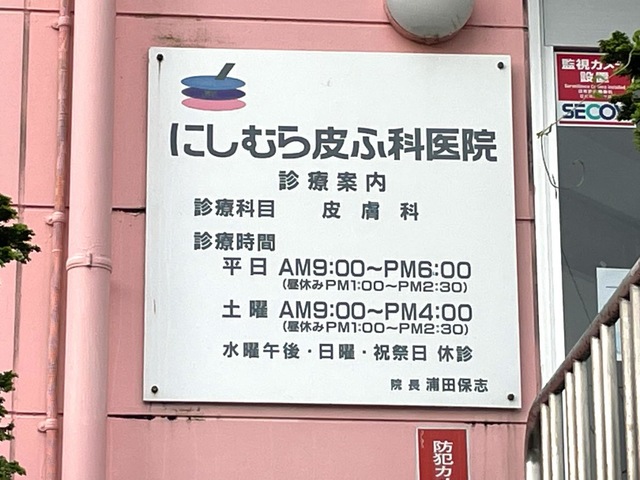 にしむら皮ふ科医院
診療案内
診療科目 皮膚科
診療時間
平日 AM9:00～PM6:00
(昼休みPM1:00～PM2:30)
土曜 AM9:00～PM4:00
(昼休みPM1:00～PM2:30)
水曜午後・日曜・祝祭日 休診
院長 浦田保志
監視カメ
設置
SECO
防犯カメ